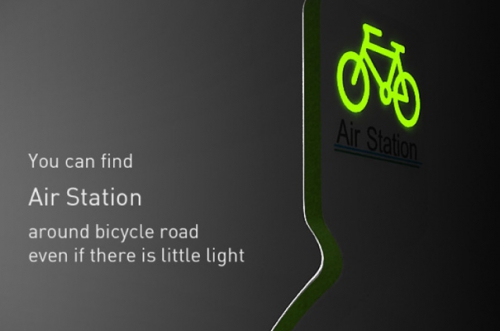 You can find
Air Station
around bicycle road
even if there is little light
Air Station